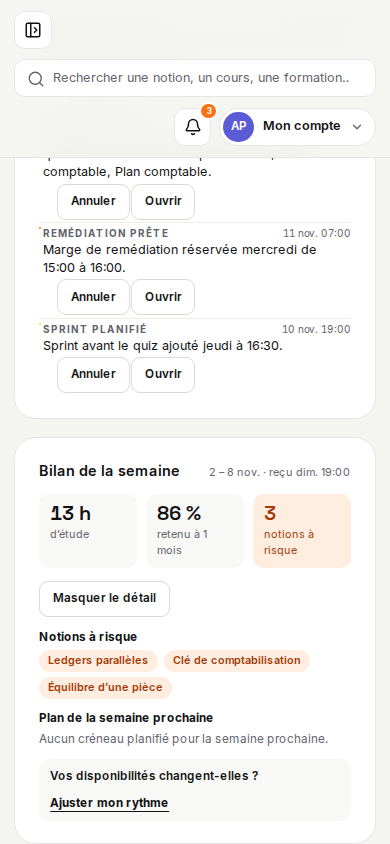 Rechercher une notion, un cours, une formation..
3
AP Mon compte
comptable, Plan comptable.
Annuler Ouvrir
REMÉDIATION PRÊTE 11 nov. 07:00
Marge de remédiation réservée mercredi de
15:00 à 16:00.
Annuler Ouvrir
SPRINT PLANIFIÉ 10 nov. 19:00
Sprint avant le quiz ajouté jeudi à 16:30.
Annuler Ouvrir
Bilan de la semaine 2 – 8 nov. · reçu dim. 19:00
13 h 86 % 3
d'étude retenu à 1 notions à
mois risque
Masquer le détail
Notions à risque
Ledgers parallèles Clé de comptabilisation
Équilibre d'une pièce
Plan de la semaine prochaine
Aucun créneau planifié pour la semaine prochaine.
Vos disponibilités changent-elles ?
Ajuster mon rythme